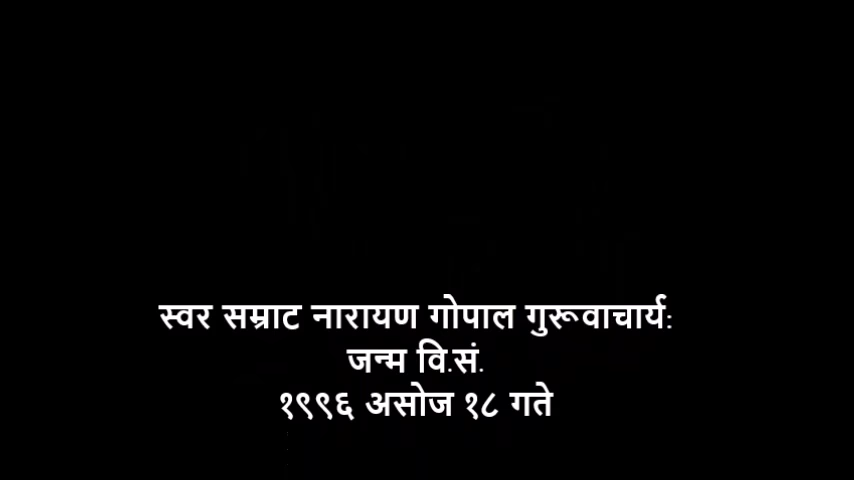 स्वर सम्राट नारायण गोपाल गुरूवाचार्य:
जन्म वि.सं.
१९९६ असोज १८ गते